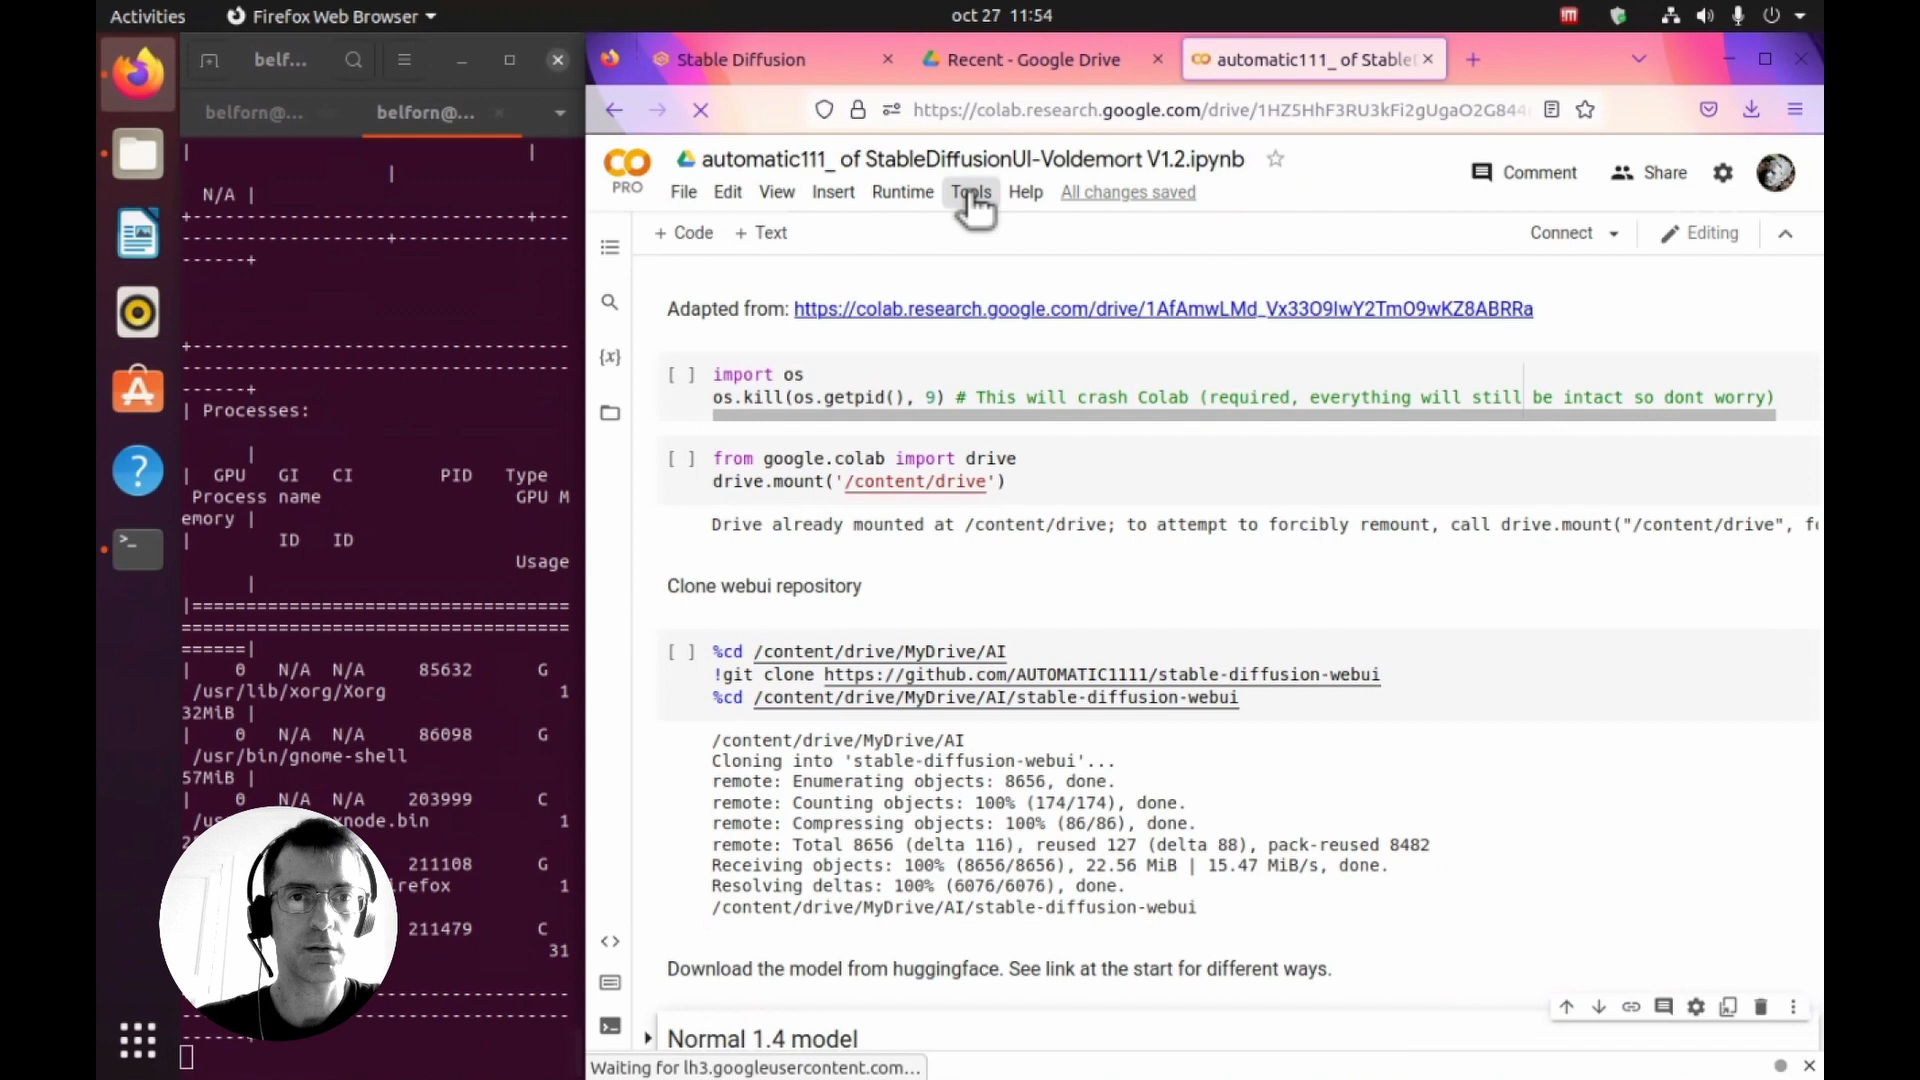 Activities
Firefox Web Browser
oct 27 11:54
belf...
belforn@...
belforn@...
N/A |
+---
---+---
------+
------+
| Processes:
| GPU GI CI PID Type
Process name GPU M
emory |
| ID ID
Usage
|====================================
======|
| 0 N/A N/A 85632 G
/usr/lib/xorg/Xorg 1
32MiB |
| 0 N/A N/A 86098 G
/usr/bin/gnome-shell
57MiB |
| 0 N/A N/A 203999 C
xnode.bin 1
211108 G
irefox 1
211479 C
31
Stable Diffusion
Recent - Google Drive
automatic111_ of StableD
https://colab.research.google.com/drive/1HZ5HhF3RU3kFi2gUgaO2G844
PRO
automatic111_ of StableDiffusionUI-Voldemort V1.2.ipynb
Comment
Share
File Edit View Insert Runtime Tools Help All changes saved
+ Code + Text
Connect
Editing
Adapted from: https://colab.research.google.com/drive/1AfAmwLMd_Vx33O9IwY2TmO9wKZ8ABRRa
[ ] import os
os.kill(os.getpid(), 9) # This will crash Colab (required, everything will still be intact so dont worry)
{x}
[ ] from google.colab import drive
drive.mount('/content/drive')
Drive already mounted at /content/drive; to attempt to forcibly remount, call drive.mount("/content/drive", fo
Clone webui repository
[ ] %cd /content/drive/MyDrive/AI
!git clone https://github.com/AUTOMATIC1111/stable-diffusion-webui
%cd /content/drive/MyDrive/AI/stable-diffusion-webui
/content/drive/MyDrive/AI
Cloning into 'stable-diffusion-webui'...
remote: Enumerating objects: 8656, done.
remote: Counting objects: 100% (174/174), done.
remote: Compressing objects: 100% (86/86), done.
remote: Total 8656 (delta 116), reused 127 (delta 88), pack-reused 8482
Receiving objects: 100% (8656/8656), 22.56 MiB | 15.47 MiB/s, done.
Resolving deltas: 100% (6076/6076), done.
/content/drive/MyDrive/AI/stable-diffusion-webui
Download the model from huggingface. See link at the start for different ways.
Normal 1.4 model
Waiting for lh3.googleusercontent.com...